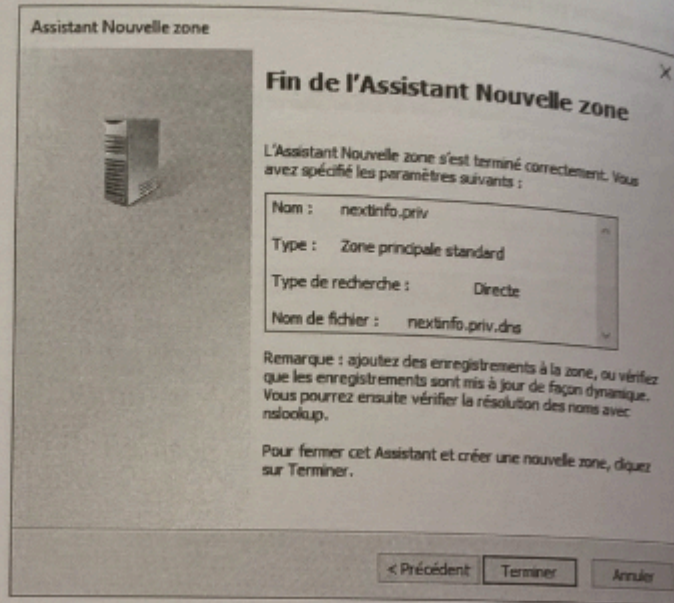 Assistant Nouvelle zone
Fin de l'Assistant Nouvelle zone
L'Assistant Nouvelle zone s'est terminé correctement. Vous
avez spécifié les paramètres suivants :
Nom : nextinfo.priv
Type : Zone principale standard
Type de recherche : Directe
Nom de fichier : nextinfo.priv.dns
Remarque : ajoutez des enregistrements à la zone, ou vérifiez
que les enregistrements sont mis à jour de façon dynamique.
Vous pourrez ensuite vérifier la résolution des noms avec
nslookup.
Pour fermer cet Assistant et créer une nouvelle zone, cliquez
sur Terminer.
< Précédent Terminer Annuler